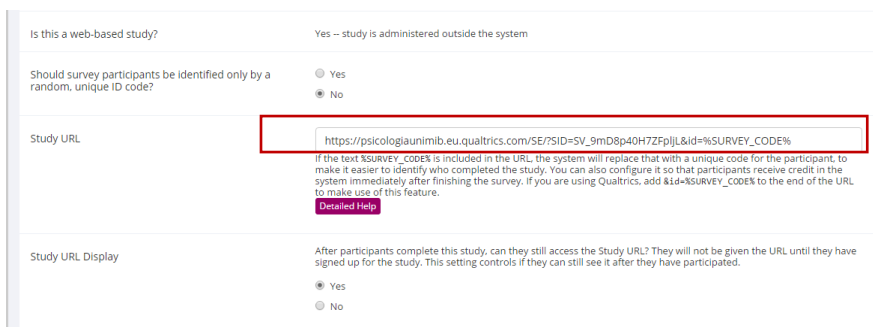 Is this a web-based study?
Yes -- study is administered outside the system
Should survey participants be identified only by a
random, unique ID code?
Yes
No
Study URL
https://psicologiaunimib.eu.qualtrics.com/SE/?SID=SV_9mD8p40H7ZFpljL&id=%SURVEY_CODE%
If the text %SURVEY_CODE% is included in the URL, the system will replace that with a unique code for the participant, to
make it easier to identify who completed the study. You can also configure it so that participants receive credit in the
system immediately after finishing the survey. If you are using Qualtrics, add &id=%SURVEY_CODE% to the end of the URL
to make use of this feature.
Detailed Help
Study URL Display
After participants complete this study, can they still access the Study URL? They will not be given the URL until they have
signed up for the study. This setting controls if they can still see it after they have participated.
Yes
No